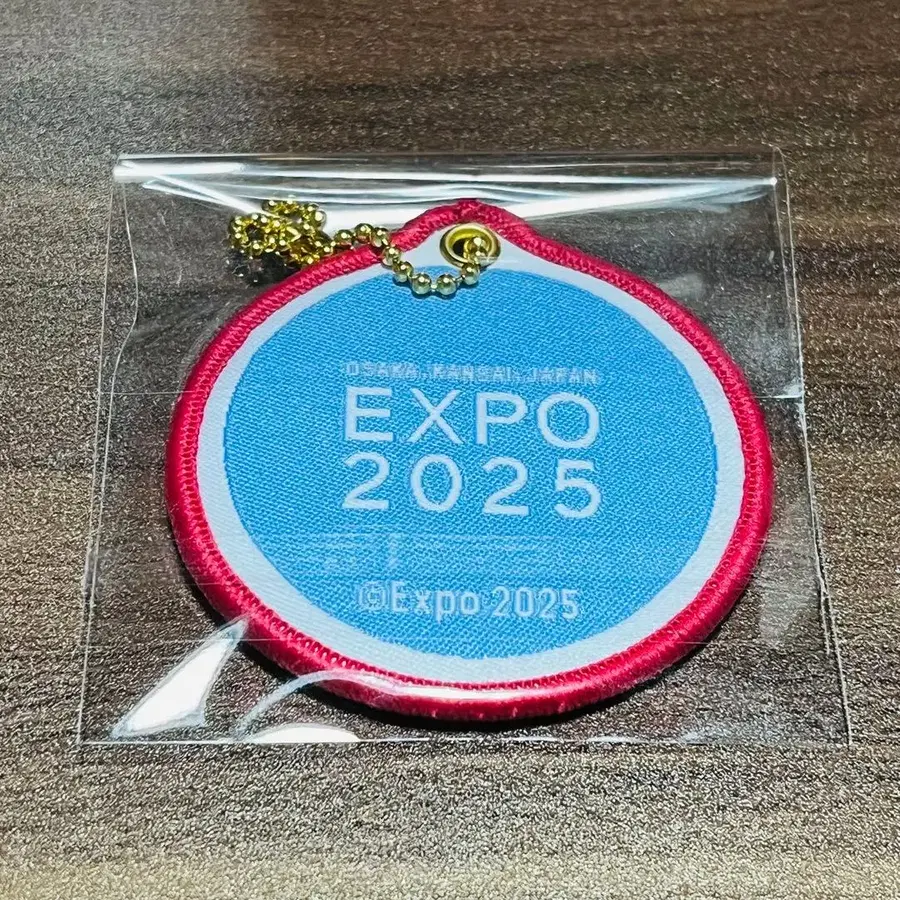 OSAKA, KANSAI, JAPAN
EXPO
2025
©Expo 2025